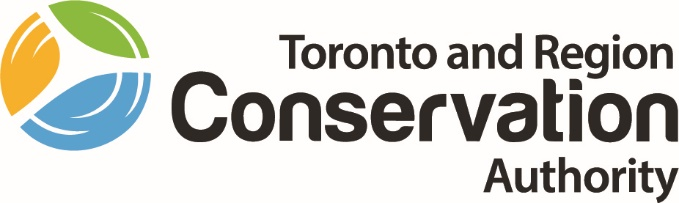 Toronto and Region
Conservation
Authority